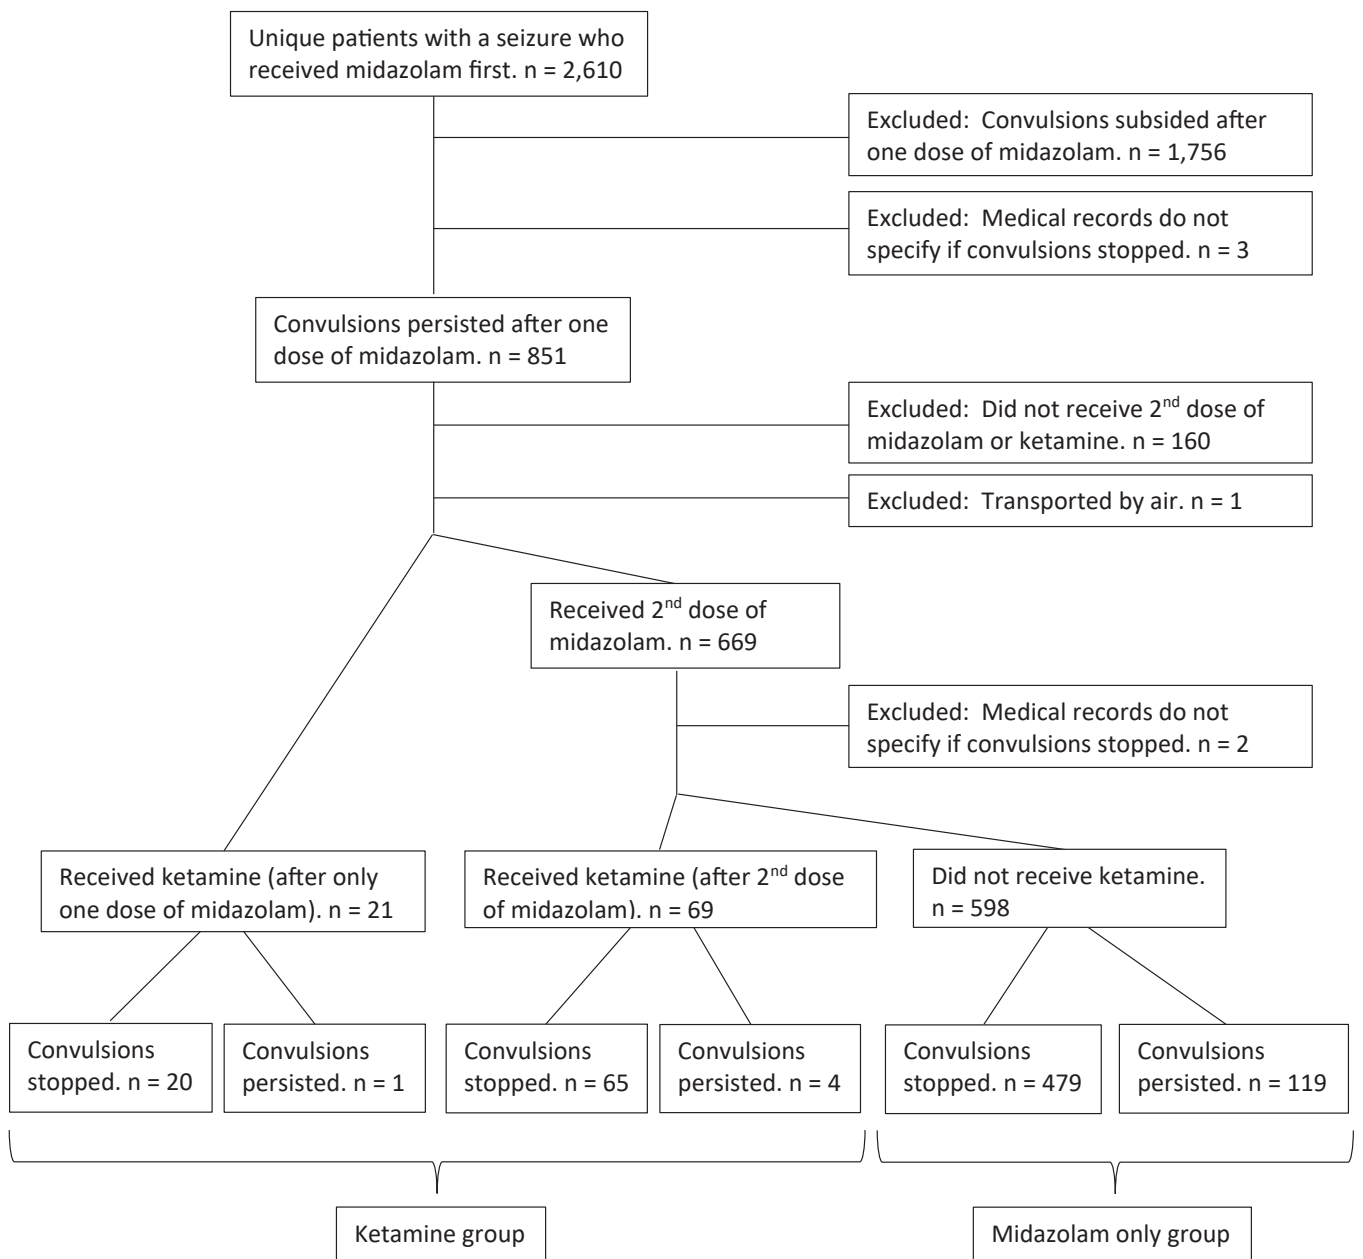 Unique patients with a seizure who
received midazolam first. n = 2,610
Excluded:  Convulsions subsided after
one dose of midazolam. n = 1,756
Excluded:  Medical records do not
specify if convulsions stopped. n = 3
Convulsions persisted after one
dose of midazolam. n = 851
Excluded:  Did not receive 2nd dose of
midazolam or ketamine. n = 160
Excluded:  Transported by air. n = 1
Received 2nd dose of
midazolam. n = 669
Excluded:  Medical records do not
specify if convulsions stopped. n = 2
Received ketamine (after only
one dose of midazolam). n = 21
Received ketamine (after 2nd dose
of midazolam). n = 69
Did not receive ketamine.
n = 598
Convulsions
stopped. n = 20
Convulsions
persisted. n = 1
Convulsions
stopped. n = 65
Convulsions
persisted. n = 4
Convulsions
stopped. n = 479
Convulsions
persisted. n = 119
Ketamine group
Midazolam only group